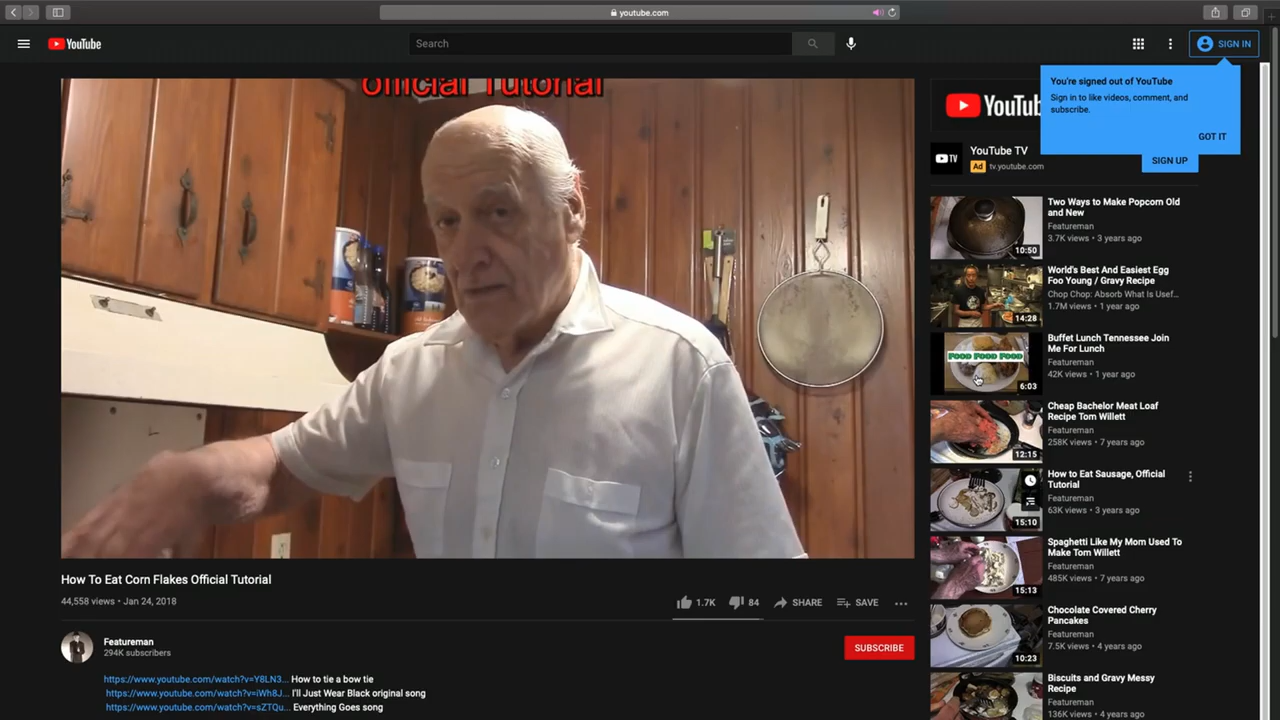 youtube.com
YouTube
Search
SIGN IN
You're signed out of YouTube
Sign in to like videos, comment, and
subscribe.
GOT IT
SIGN UP
official Tutorial
YouTube
YouTube TV
TV
Ad tv.youtube.com
Two Ways to Make Popcorn Old
and New
Featureman
3.7K views • 3 years ago
10:50
World's Best And Easiest Egg
Foo Young / Gravy Recipe
Chop Chop: Absorb What Is Usef...
1.7M views • 1 year ago
14:28
Buffet Lunch Tennessee Join
Me For Lunch
Featureman
42K views • 1 year ago
FOOD FOOD FOOD
6:03
Cheap Bachelor Meat Loaf
Recipe Tom Willett
Featureman
258K views • 7 years ago
12:15
How to Eat Sausage, Official
Tutorial
Featureman
63K views • 3 years ago
15:10
Spaghetti Like My Mom Used To
Make Tom Willett
Featureman
485K views • 7 years ago
15:13
Chocolate Covered Cherry
Pancakes
Featureman
7.5K views • 4 years ago
10:23
Biscuits and Gravy Messy
Recipe
Featureman
136K views • 4 years ago
How To Eat Corn Flakes Official Tutorial
44,558 views • Jan 24, 2018
1.7K 84 SHARE SAVE
Featureman
294K subscribers
SUBSCRIBE
https://www.youtube.com/watch?v=Y8LN3... How to tie a bow tie
https://www.youtube.com/watch?v=iWh8J... I'll Just Wear Black original song
https://www.youtube.com/watch?v=sZTQu... Everything Goes song